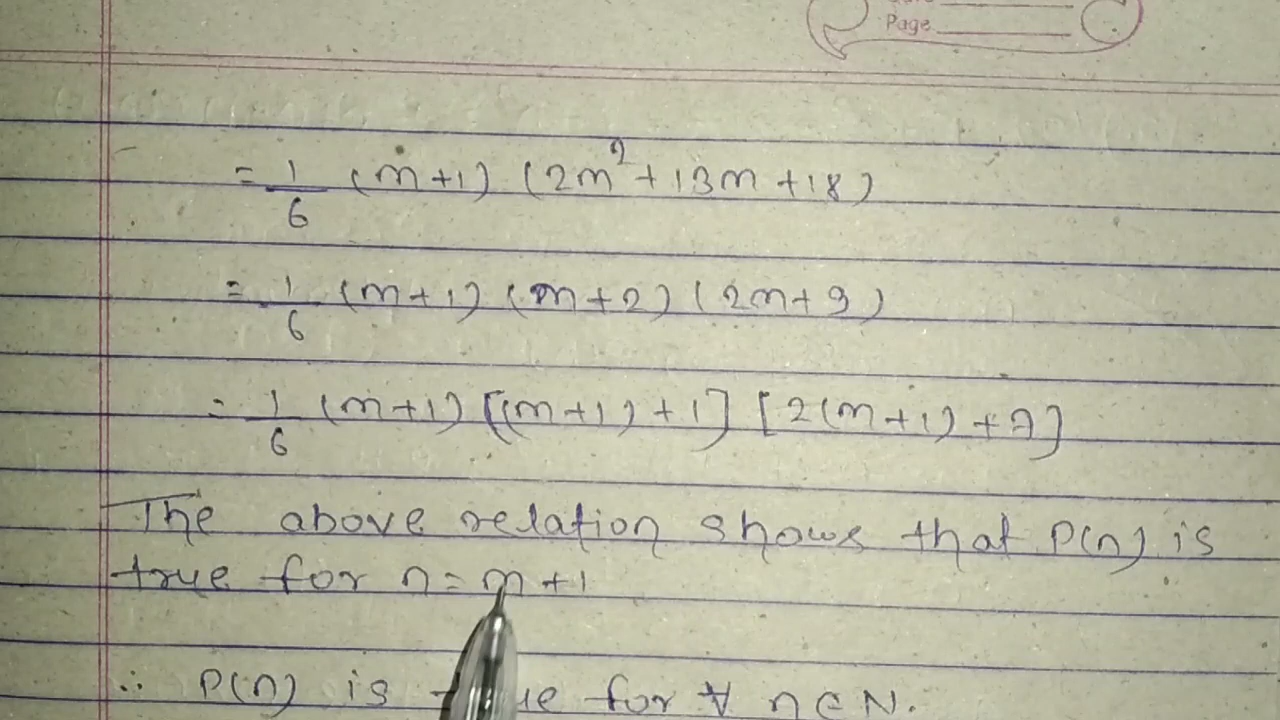 Page
= 1/6 (m+1) (2m²+13m+18)
= 1/6 (m+1) (m+2) (2m+9)
= 1/6 (m+1) [(m+1)+1] [2(m+1)+7]
The above relation shows that P(n) is
true for n=m+1
∴ P(n) is true for ∀ n∈N.